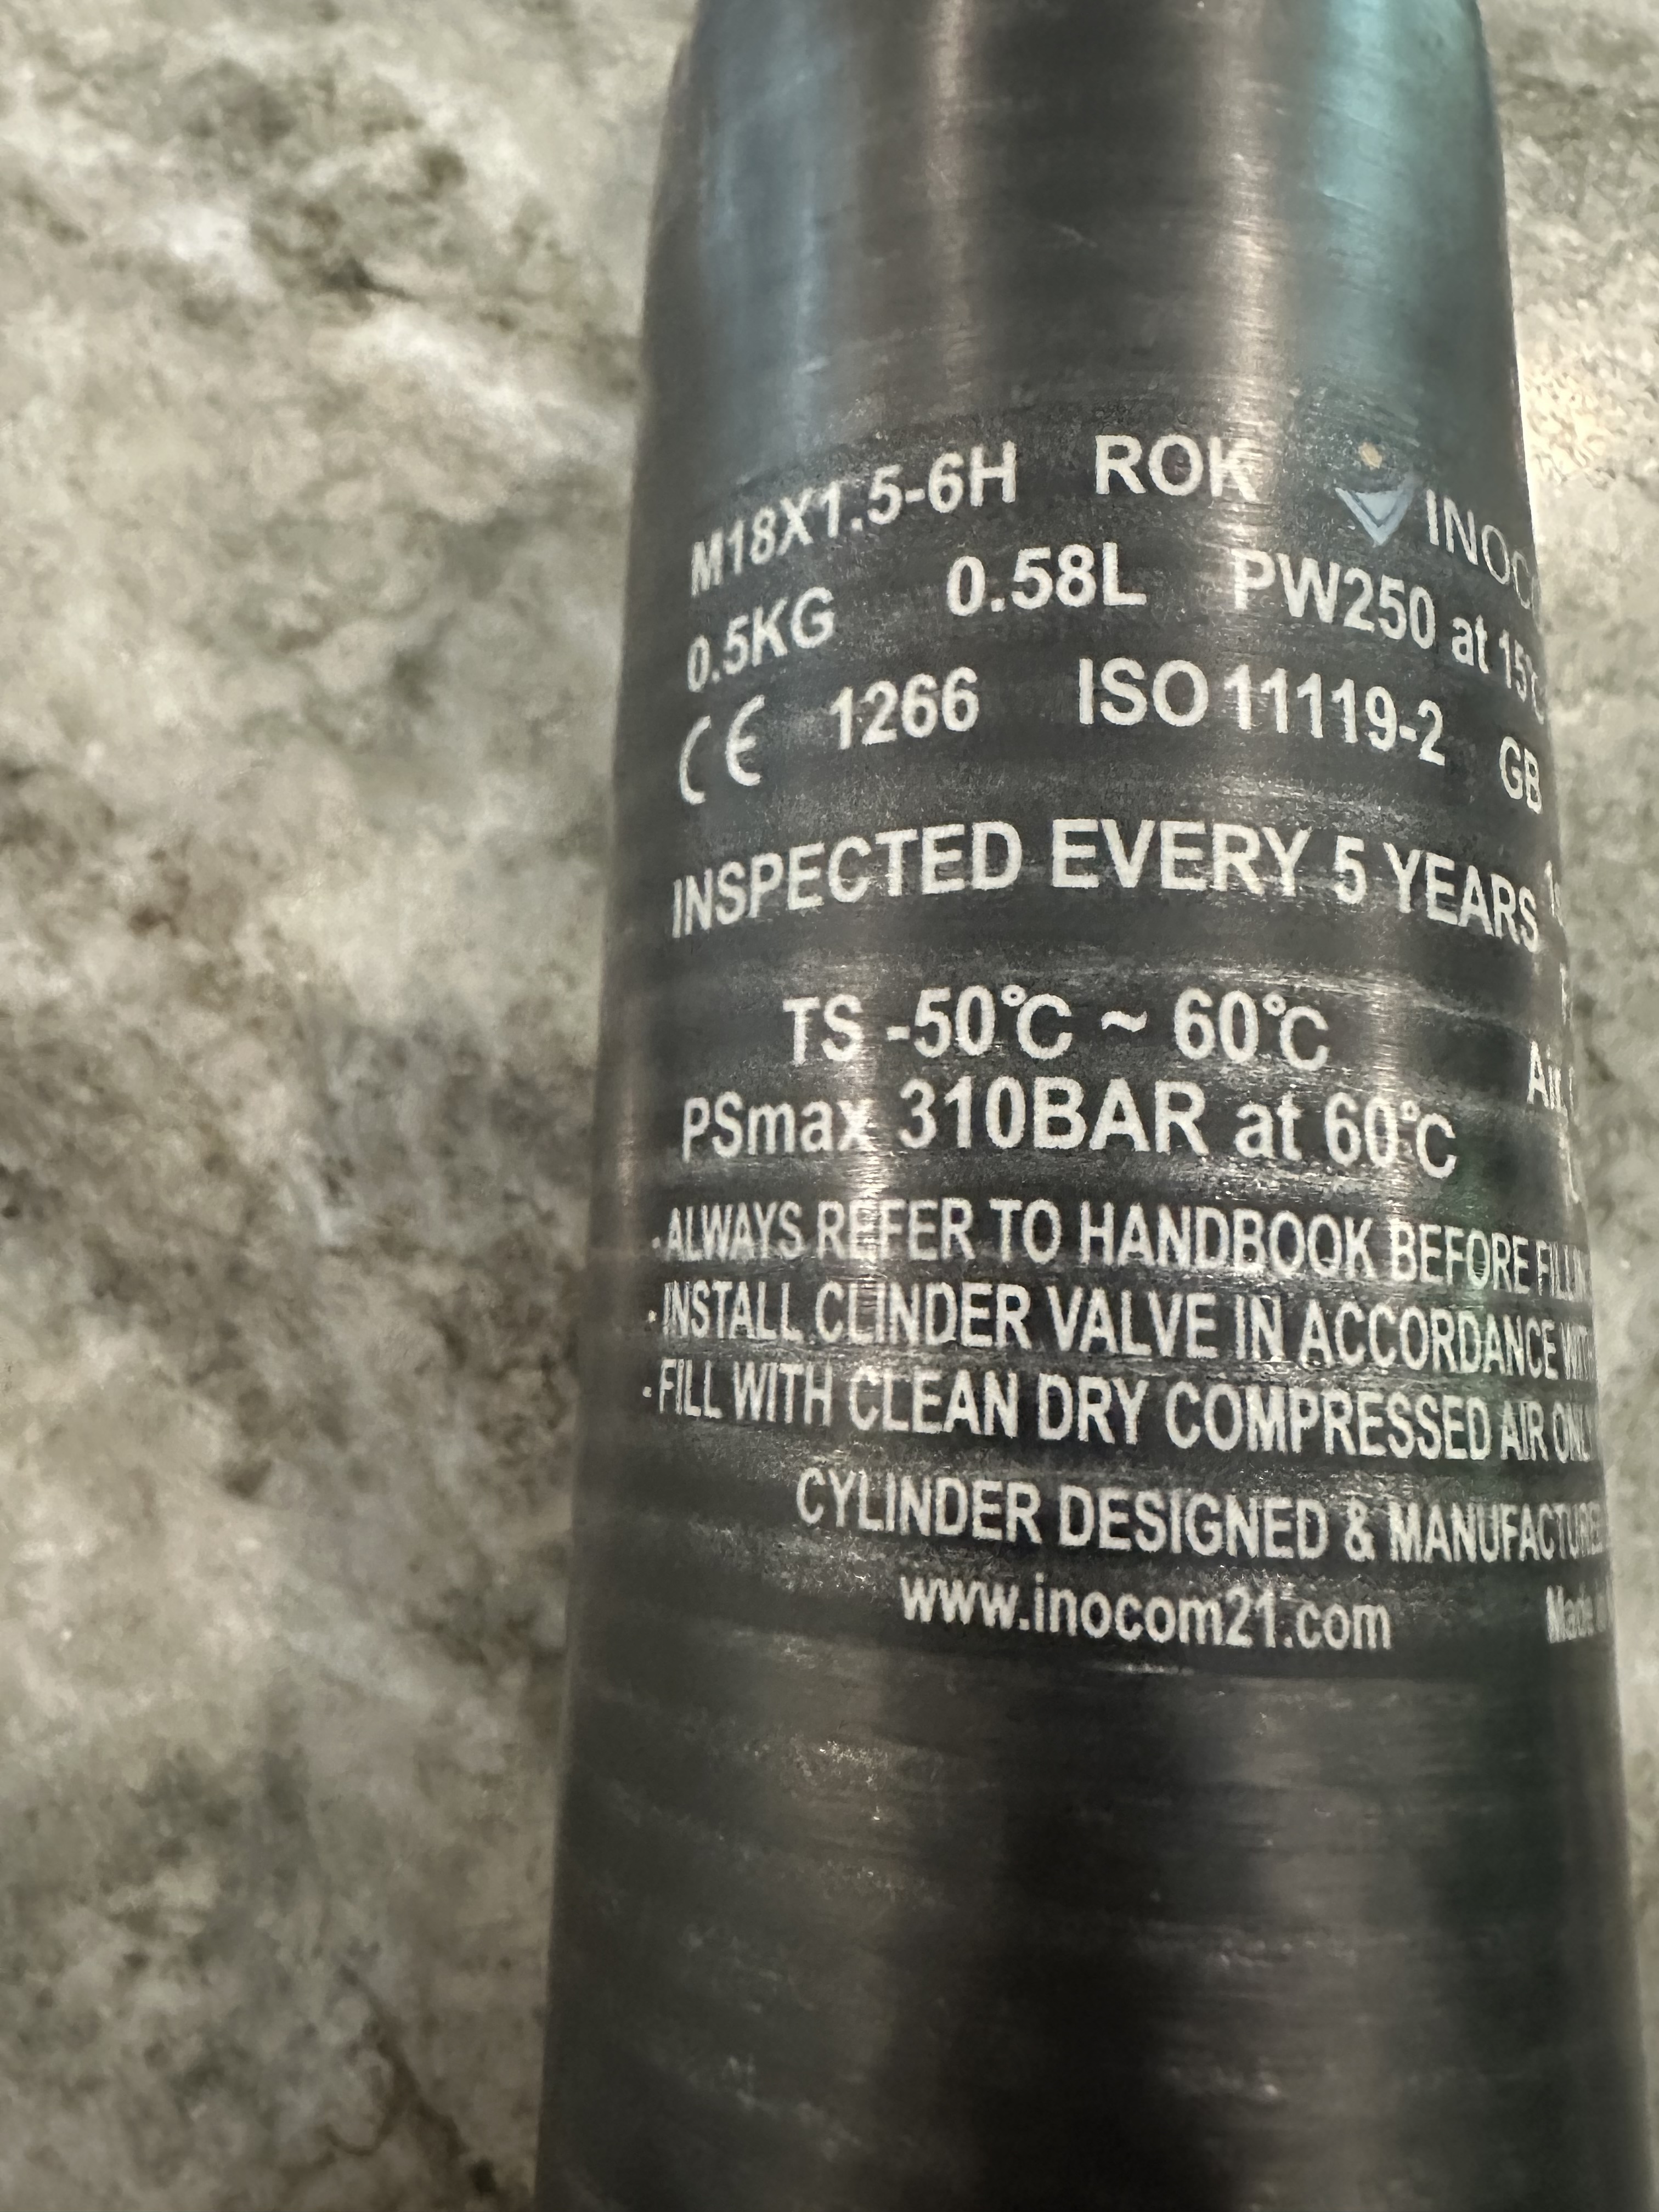 M18X1.5-6H ROK
0.5KG 0.58L PW250 at 15℃
CE 1266 ISO 11119-2 GB
INSPECTED EVERY 5 YEARS
TS -50℃ ~ 60℃
PSmax 310BAR at 60℃
·ALWAYS REFER TO HANDBOOK BEFORE
·INSTALL CLINDER VALVE IN ACCORDANCE
·FILL WITH CLEAN DRY COMPRESSED AIR
CYLINDER DESIGNED & MANUFACTURED
www.inocom21.com Made